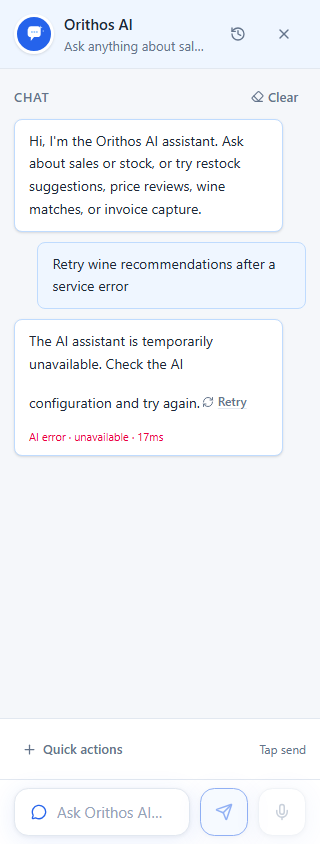 Orithos AI
Ask anything about sal...
CHAT
Clear
Hi, I'm the Orithos AI assistant. Ask
about sales or stock, or try restock
suggestions, price reviews, wine
matches, or invoice capture.
Retry wine recommendations after a
service error
The AI assistant is temporarily
unavailable. Check the AI
configuration and try again. Retry
AI error · unavailable · 17ms
Quick actions
Tap send
Ask Orithos AI...